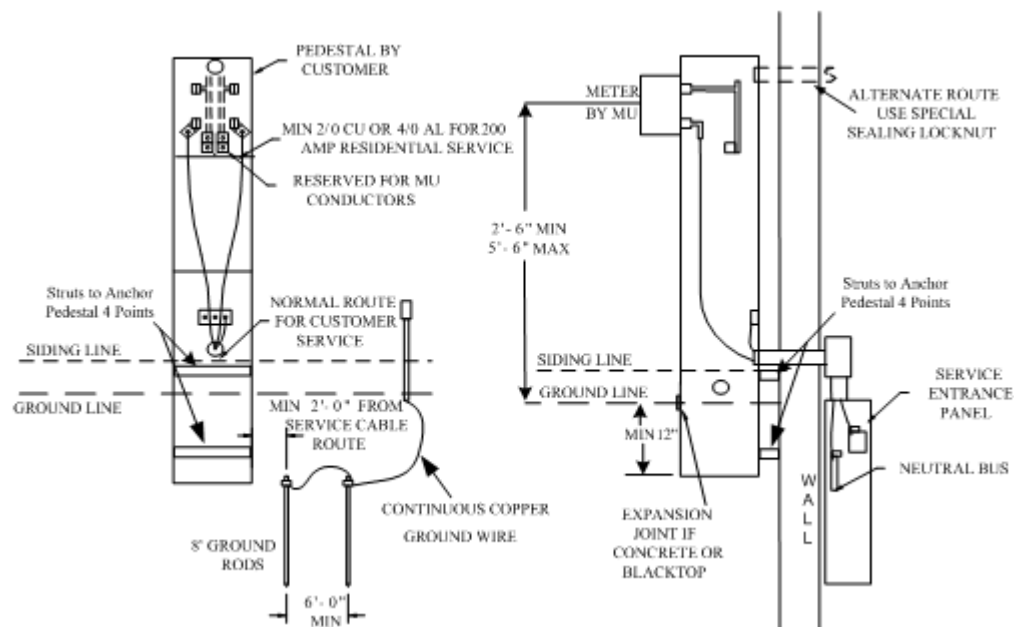 PEDESTAL BY
CUSTOMER
MIN 2/0 CU OR 4/0 AL FOR 200
AMP RESIDENTIAL SERVICE
RESERVED FOR MU
CONDUCTORS
Struts to Anchor
Pedestal 4 Points
NORMAL ROUTE
FOR CUSTOMER
SERVICE
SIDING LINE
GROUND LINE
MIN 2'-0" FROM
SERVICE CABLE
ROUTE
CONTINUOUS COPPER
GROUND WIRE
8' GROUND
RODS
6'-0"
MIN
METER
BY MU
ALTERNATE ROUTE
USE SPECIAL
SEALING LOCKNUT
2'-6" MIN
5'-6" MAX
Struts to Anchor
Pedestal 4 Points
SIDING LINE
GROUND LINE
MIN 12"
SERVICE
ENTRANCE
PANEL
NEUTRAL BUS
EXPANSION
JOINT IF
CONCRETE OR
BLACKTOP
WALL